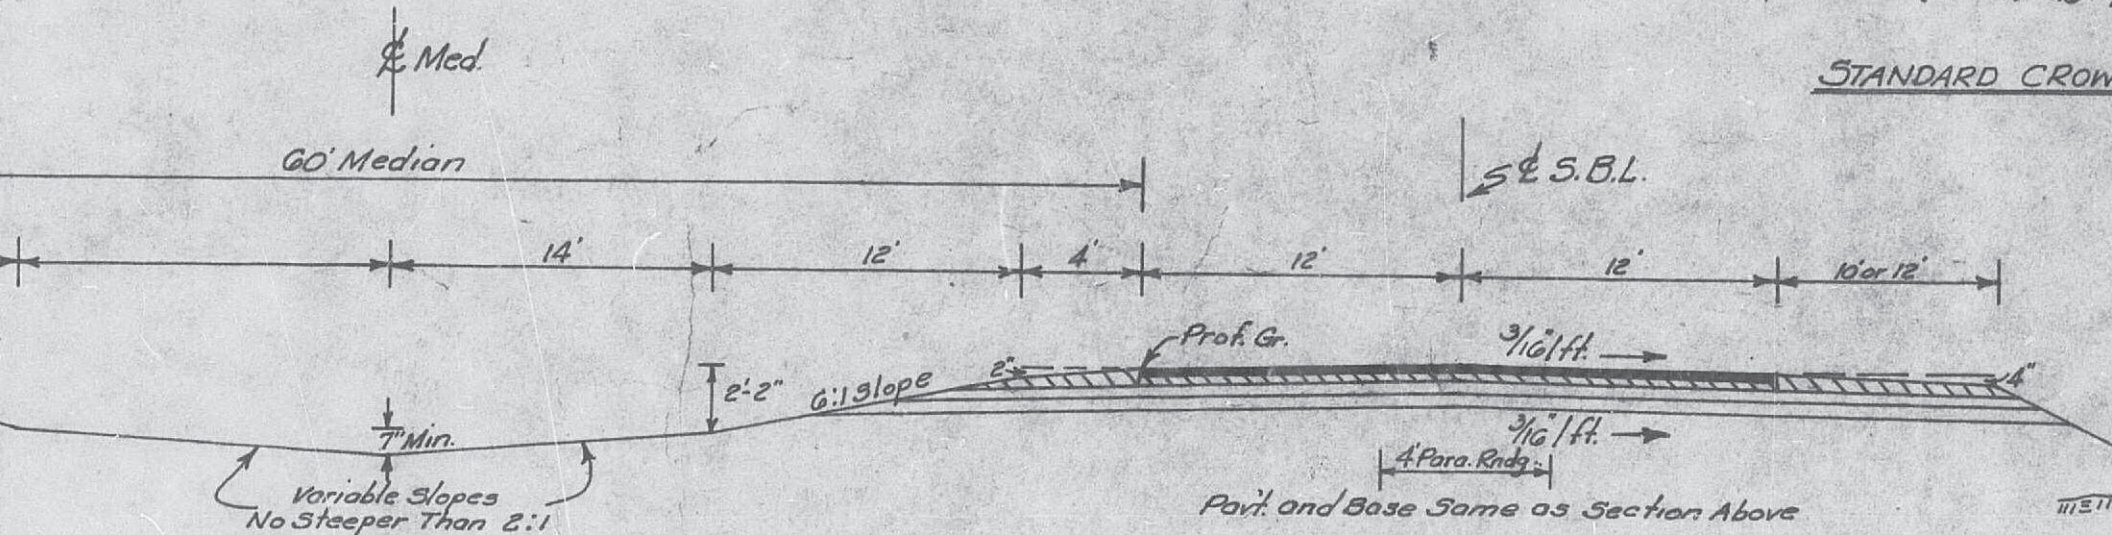 ℄ Med.
STANDARD CROW
60' Median
℄ S.B.L.
14'
12'
4'
12'
12'
10' or 12'
Prof. Gr.
3/16"/ft.
2"
2'-2"
6:1 Slope
4"
7" Min.
3/16"/ft.
4' Para. Rndg.
Variable Slopes
No Steeper Than 2:1
Pav't. and Base Same as Section Above